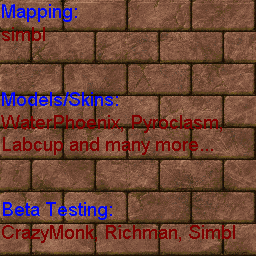 Mapping:
simbl
Models/Skins:
WaterPhoenix, Pyroclasm,
Labcup and many more...
Beta Testing:
CrazyMonk, Richman, Simbl